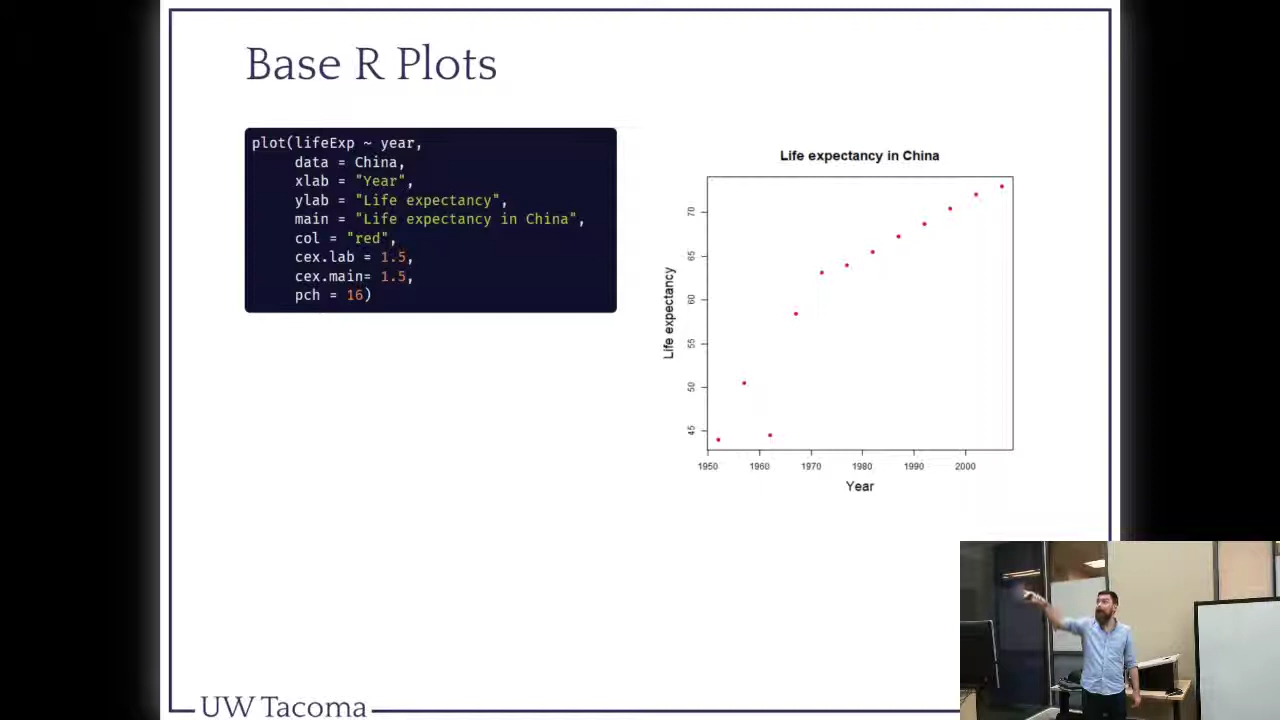 Base R Plots
plot(lifeExp ~ year,
data = China,
xlab = "Year",
ylab = "Life expectancy",
main = "Life expectancy in China",
col = "red",
cex.lab = 1.5,
cex.main= 1.5,
pch = 16)
Life expectancy in China
Life expectancy
70
65
60
55
50
45
1950 1960 1970 1980 1990 2000
Year
UW Tacoma